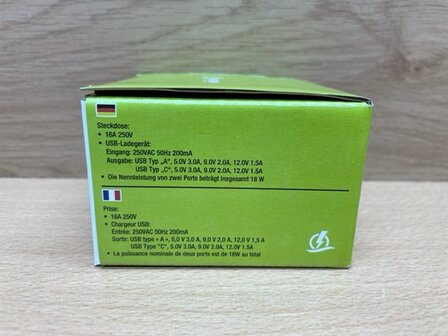 Steckdose:
• 16A 250V
• USB-Ladegerät:
Eingang: 250VAC 50Hz 200mA
Ausgabe: USB Typ „A“, 5.0V 3.0A, 9.0V 2.0A, 12.0V 1.5A
USB Typ „C“, 5.0V 3.0A, 9.0V 2.0A, 12.0V 1.5A
• Die Nennleistung von zwei Ports beträgt insgesamt 18 W
Prise:
• 16A 250V
• Chargeur USB:
Entrée: 250VAC 50Hz 200mA
Sortir: USB type « A », 5,0 V 3,0 A, 9,0 V 2,0 A, 12,0 V 1,5 A
USB Type "C", 5.0V 3.0A, 9.0V 2.0A, 12.0V 1.5A
• La puissance nominale de deux ports est de 18W au total